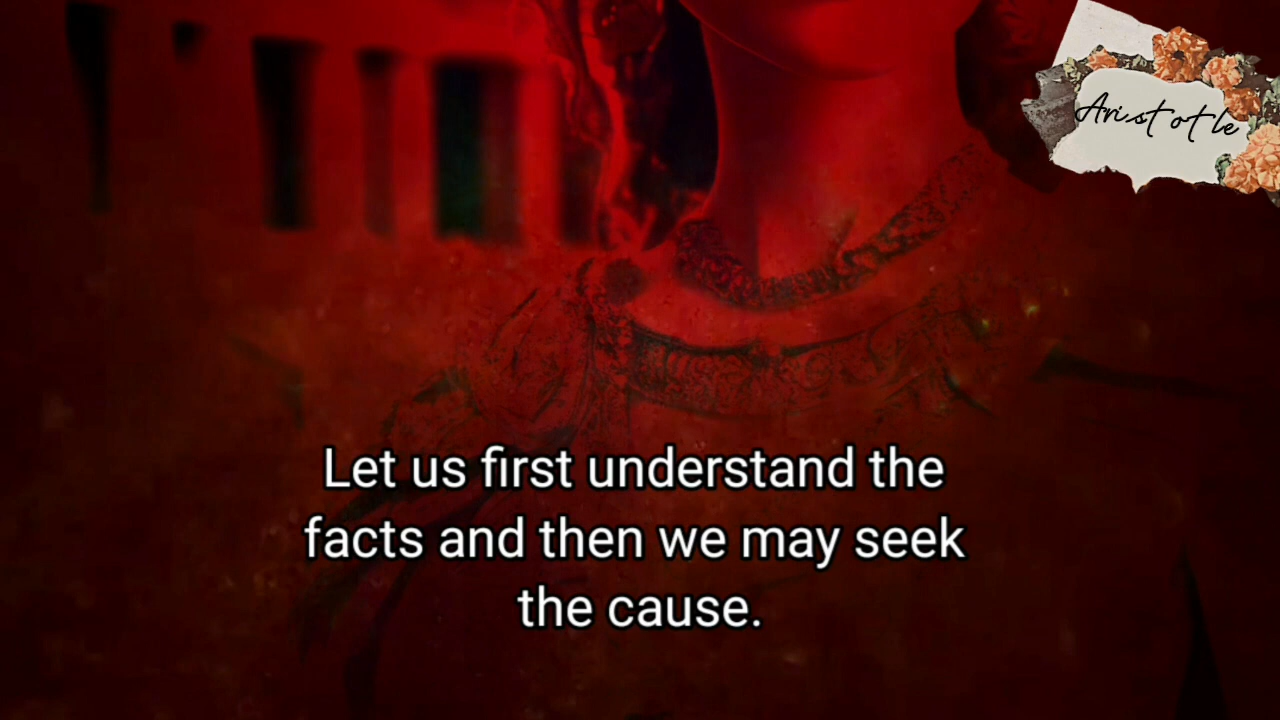 Aristotle
Let us first understand the
facts and then we may seek
the cause.